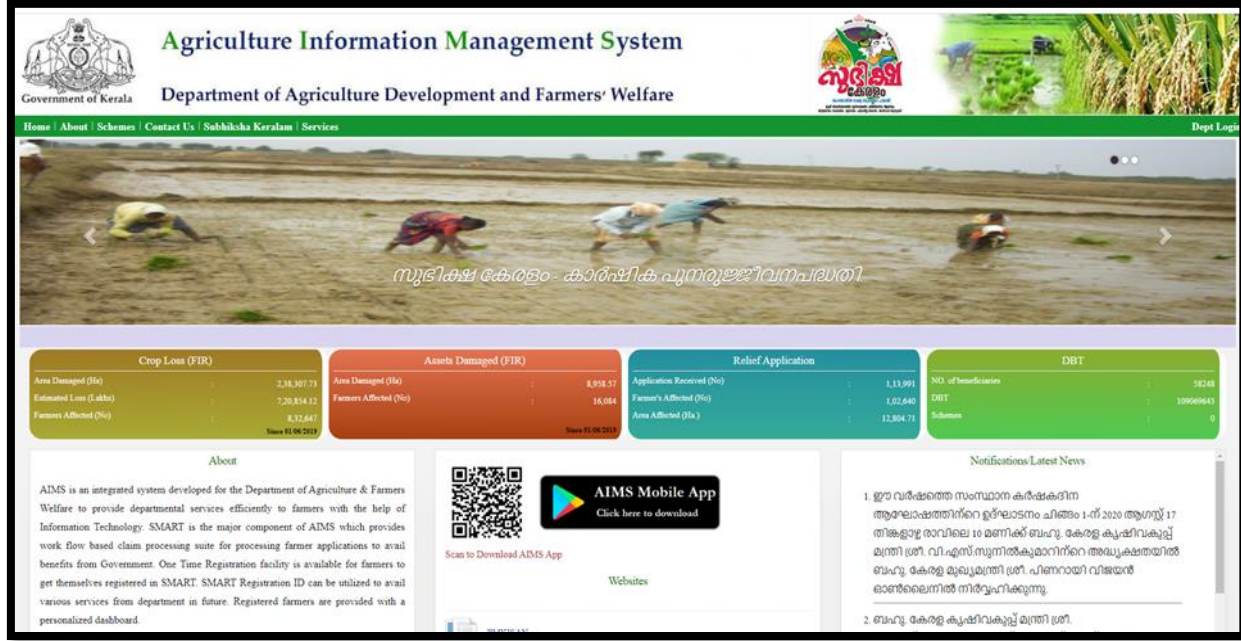 Agriculture Information Management System
Department of Agriculture Development and Farmers' Welfare
Government of Kerala
സുഭിക്ഷ
കേരളം
Home | About | Schemes | Contact Us | Subhiksha Keralam | Services
Dept Login
സുഭിക്ഷ കേരളം - കാർഷിക പുനരുജ്ജീവനപദ്ധതി
Crop Loss (FIR)
Area Damaged (Ha) : 2,38,307.73
Estimated Loss (Lakhs) : 7,20,854.12
Farmers Affected (No) : 8,32,647
Since 01/06/2019
Assets Damaged (FIR)
Area Damaged (Ha) : 8,958.57
Farmers Affected (No) : 16,084
Since 01/06/2019
Relief Application
Application Received (No) : 1,13,991
Farmer's Affected (No) : 1,02,640
Area Affected (Ha.) : 12,804.73
DBT
NO. of beneficiaries : 58248
DBT : 109069643
Schemes : 0
About
AIMS is an integrated system developed for the Department of Agriculture & Farmers
Welfare to provide departmental services efficiently to farmers with the help of
Information Technology. SMART is the major component of AIMS which provides
work flow based claim processing suite for processing farmer applications to avail
benefits from Government. One Time Registration facility is available for farmers to
get themselves registered in SMART. SMART Registration ID can be utilized to avail
various services from department in future. Registered farmers are provided with a
personalized dashboard.
AIMS Mobile App
Click here to download
Scan to Download AIMS App
Websites
Notifications/Latest News
1. ഈ വർഷത്തെ സംസ്ഥാന കർഷകദിന
ആഘോഷത്തിന്റെ ഉദ്ഘാടനം ചിങ്ങം 1-ന് 2020 ആഗസ്റ്റ് 17
തിങ്കളാഴ്ച രാവിലെ 10 മണിക്ക് ബഹു. കേരള കൃഷിവകുപ്പ്
മന്ത്രി ശ്രീ. വി.എസ്.സുനിൽകുമാറിന്റെ അദ്ധ്യക്ഷതയിൽ
ബഹു. കേരള മുഖ്യമന്ത്രി ശ്രീ. പിണറായി വിജയൻ
ഓൺലൈനിൽ നിർവ്വഹിക്കുന്നു.
2. ബഹു. കേരള കൃഷിവകുപ്പ് മന്ത്രി ശ്രീ.